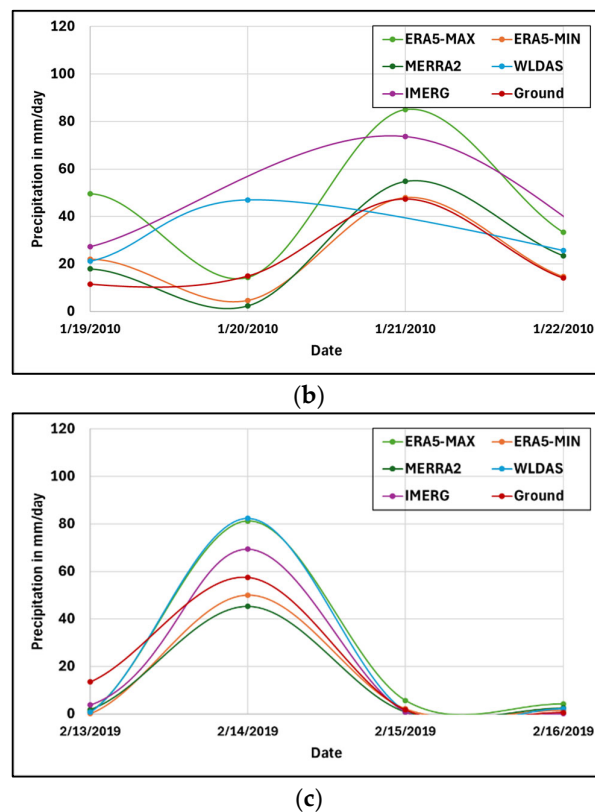 120
ERA5-MAX ERA5-MIN
MERRA2 WLDAS
IMERG Ground
100
80
60
40
20
0
Precipitation in mm/day
1/19/2010 1/20/2010 1/21/2010 1/22/2010
Date
(b)
120
ERA5-MAX ERA5-MIN
MERRA2 WLDAS
IMERG Ground
100
80
60
40
20
0
Precipitation in mm/day
2/13/2019 2/14/2019 2/15/2019 2/16/2019
Date
(c)